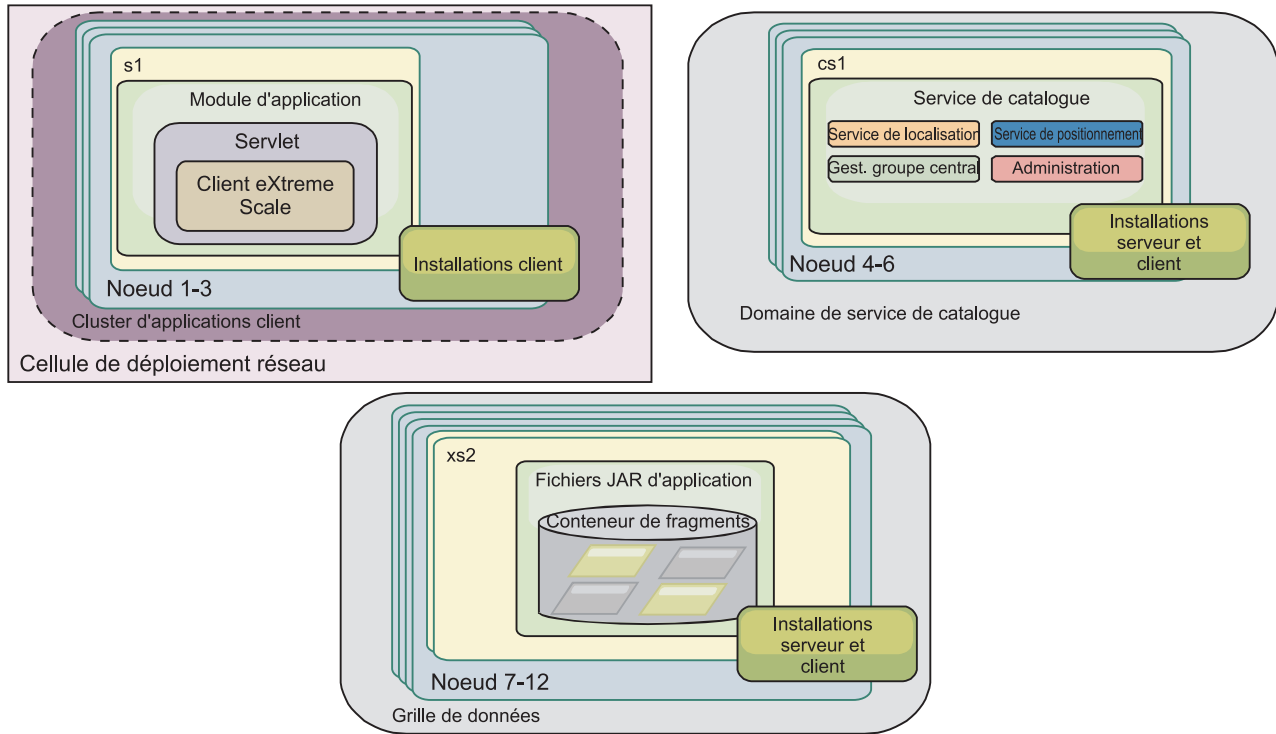 s1
Module d'application
Servlet
Client eXtreme
Scale
Installations client
Noeud 1-3
Cluster d'applications client
Cellule de déploiement réseau
cs1
Service de catalogue
Service de localisation
Service de positionnement
Gest. groupe central
Administration
Installations
serveur et
client
Noeud 4-6
Domaine de service de catalogue
xs2
Fichiers JAR d'application
Conteneur de fragments
Installations
serveur et
client
Noeud 7-12
Grille de données